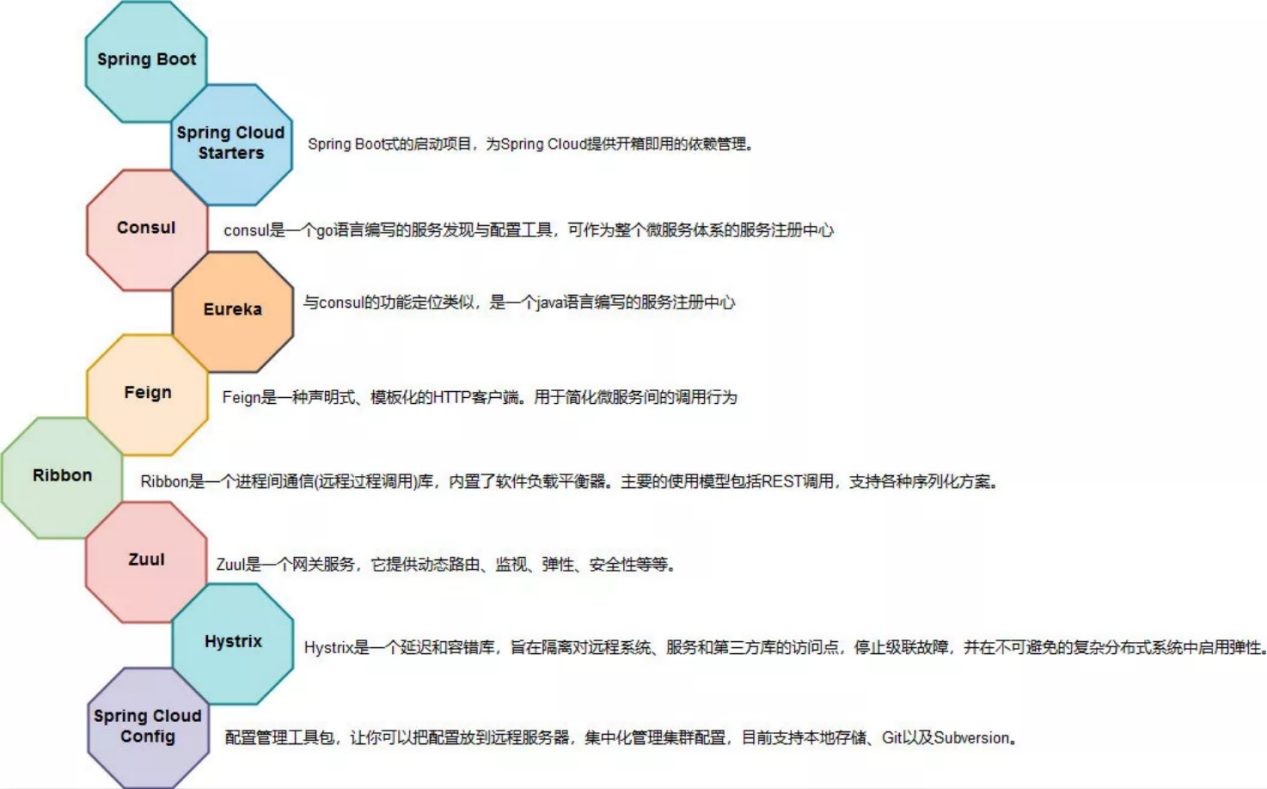 Spring Boot
Spring Cloud
Starters
Spring Boot式的启动项目，为Spring Cloud提供开箱即用的依赖管理。
Consul
consul是一个go语言编写的服务发现与配置工具，可作为整个微服务体系的服务注册中心
Eureka
与consul的功能定位类似，是一个java语言编写的服务注册中心
Feign
Feign是一种声明式、模板化的HTTP客户端。用于简化微服务间的调用行为
Ribbon
Ribbon是一个进程间通信(远程过程调用)库，内置了软件负载平衡器。主要的使用模型包括REST调用，支持各种序列化方案。
Zuul
Zuul是一个网关服务，它提供动态路由、监视、弹性、安全性等等。
Hystrix
Hystrix是一个延迟和容错库，旨在隔离对远程系统、服务和第三方库的访问点，停止级联故障，并在不可避免的复杂分布式系统中启用弹性。
Spring Cloud
Config
配置管理工具包，让你可以把配置放到远程服务器，集中化管理集群配置，目前支持本地存储、Git以及Subversion。